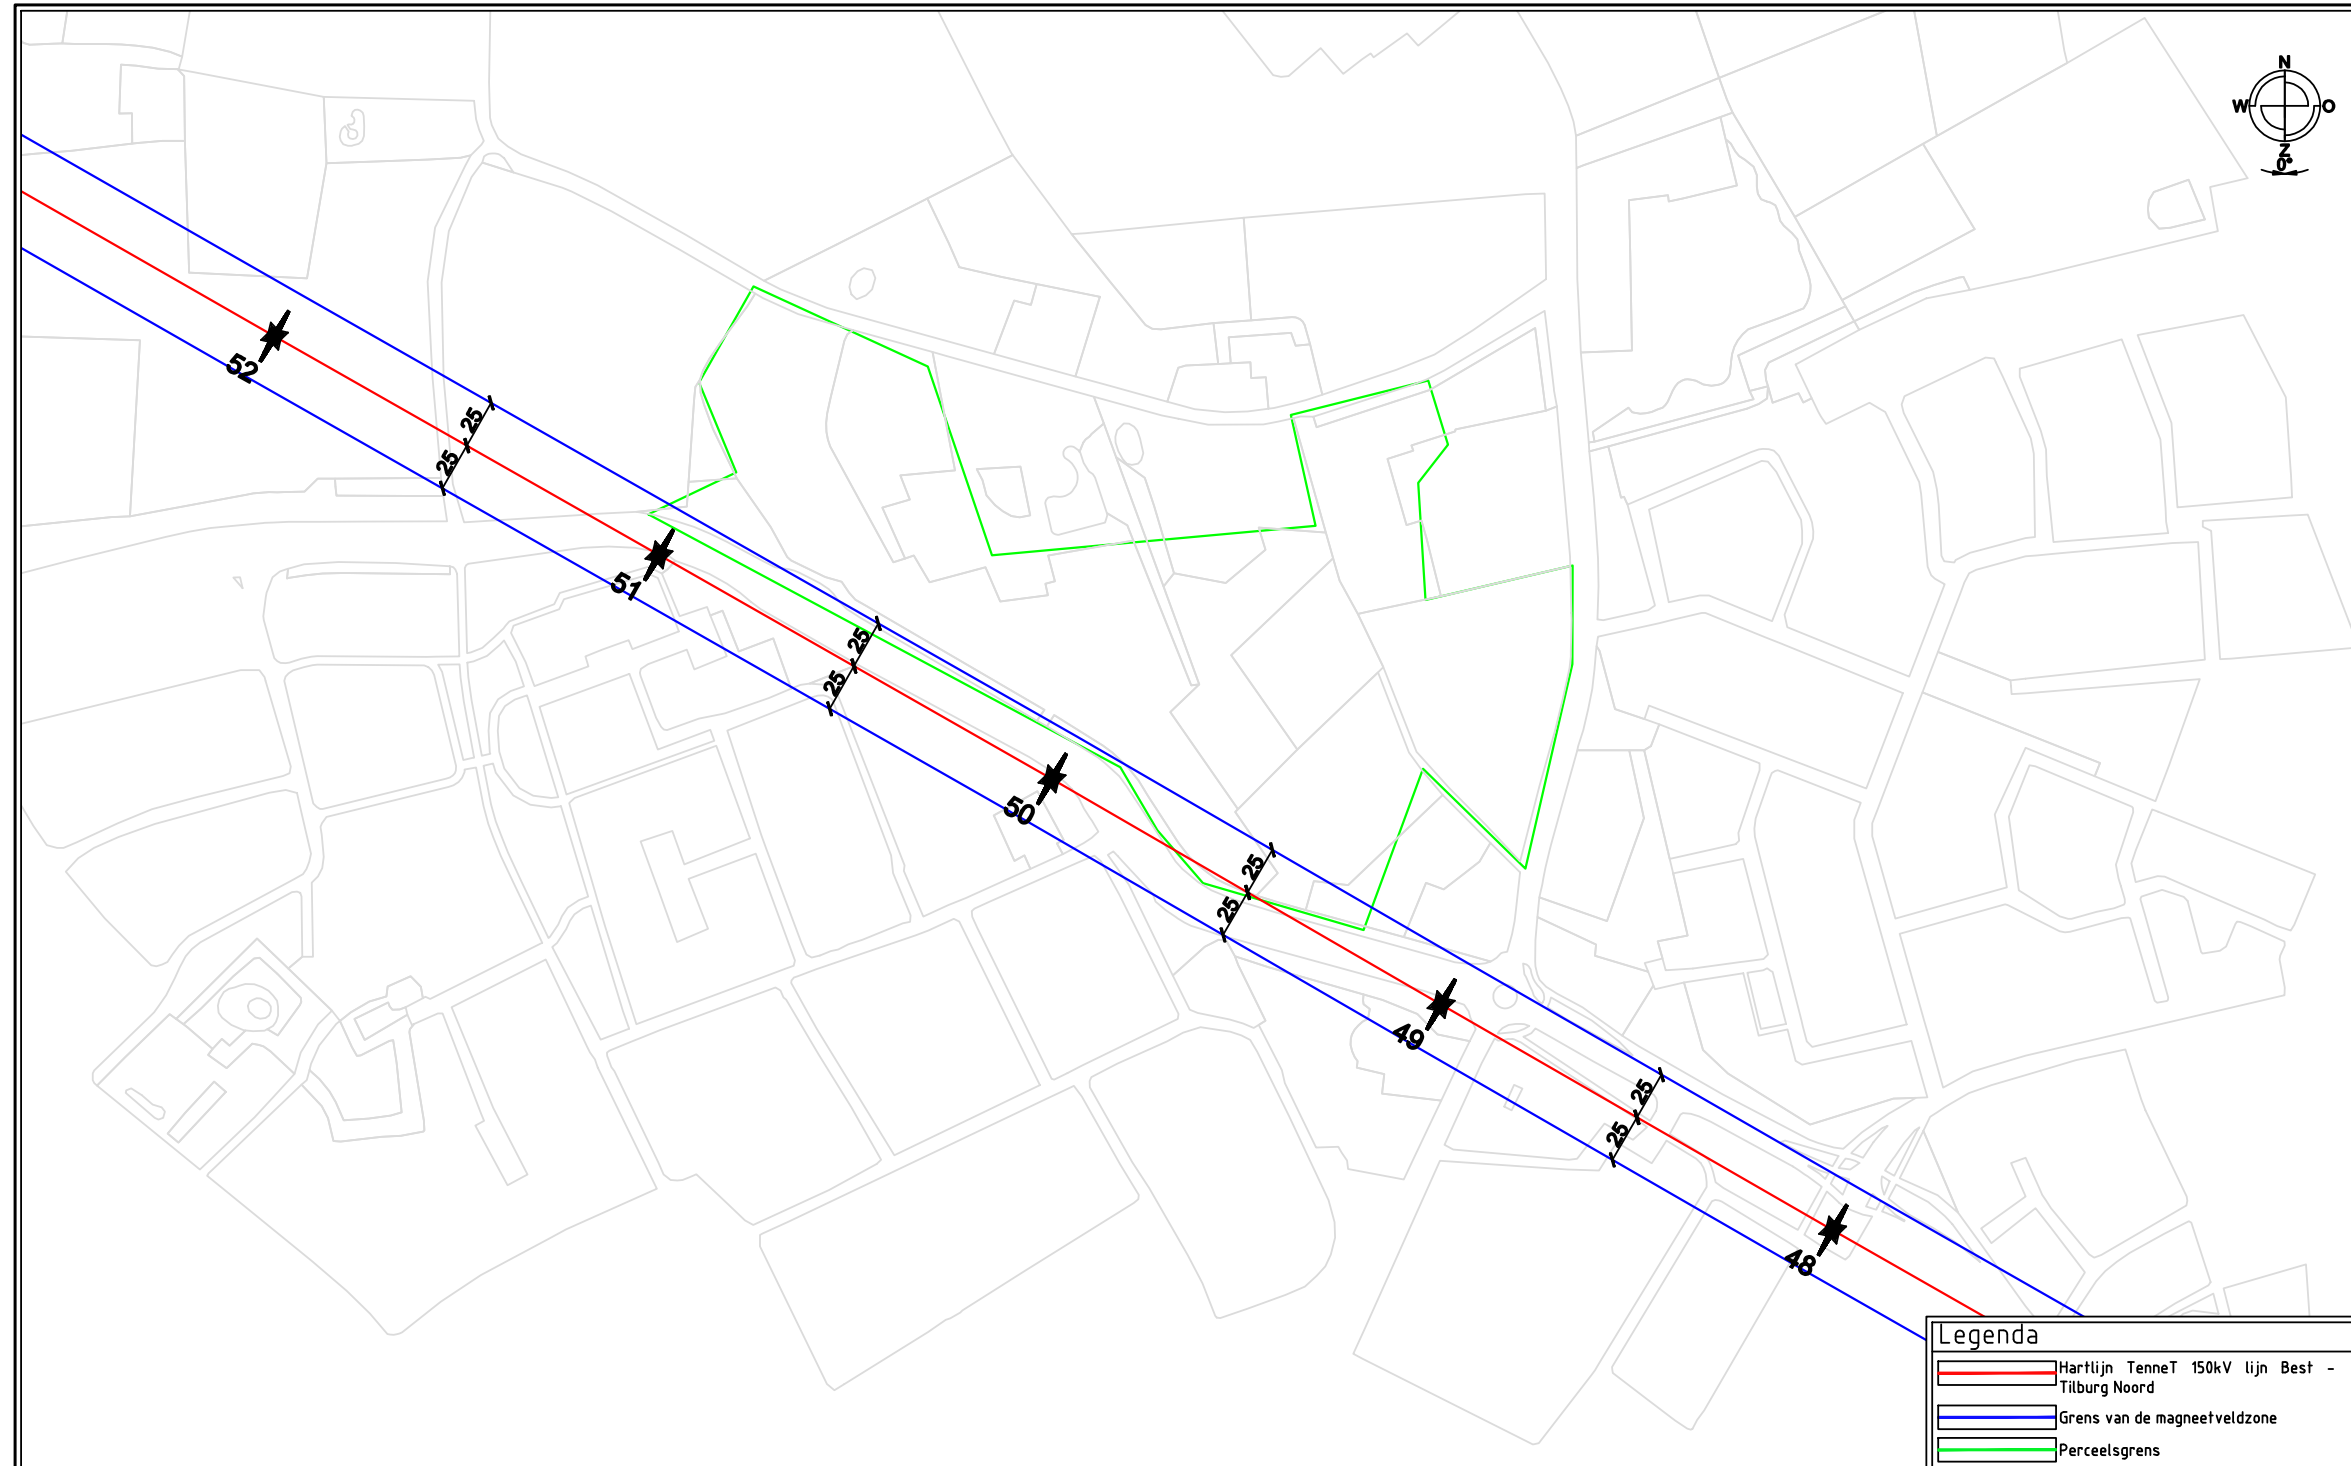 N
W O
Z
0°
52
25
25
51
25
25
50
25
25
49
25
25
48
Legenda
Hartlijn TenneT 150kV lijn Best -
Tilburg Noord
Grens van de magneetveldzone
Perceelsgrens